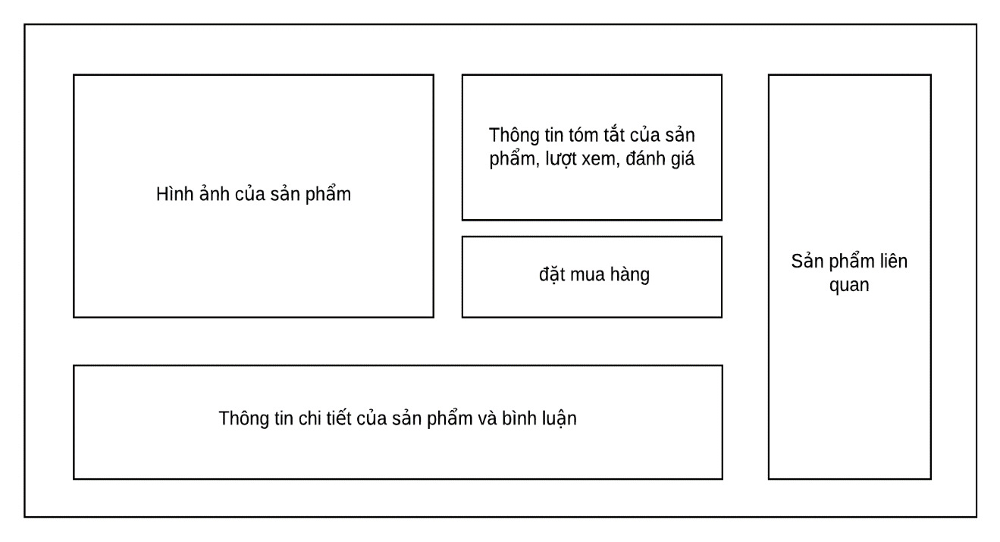 Hình ảnh của sản phẩm
Thông tin tóm tắt của sản
phẩm, lượt xem, đánh giá
đặt mua hàng
Sản phẩm liên
quan
Thông tin chi tiết của sản phẩm và bình luận